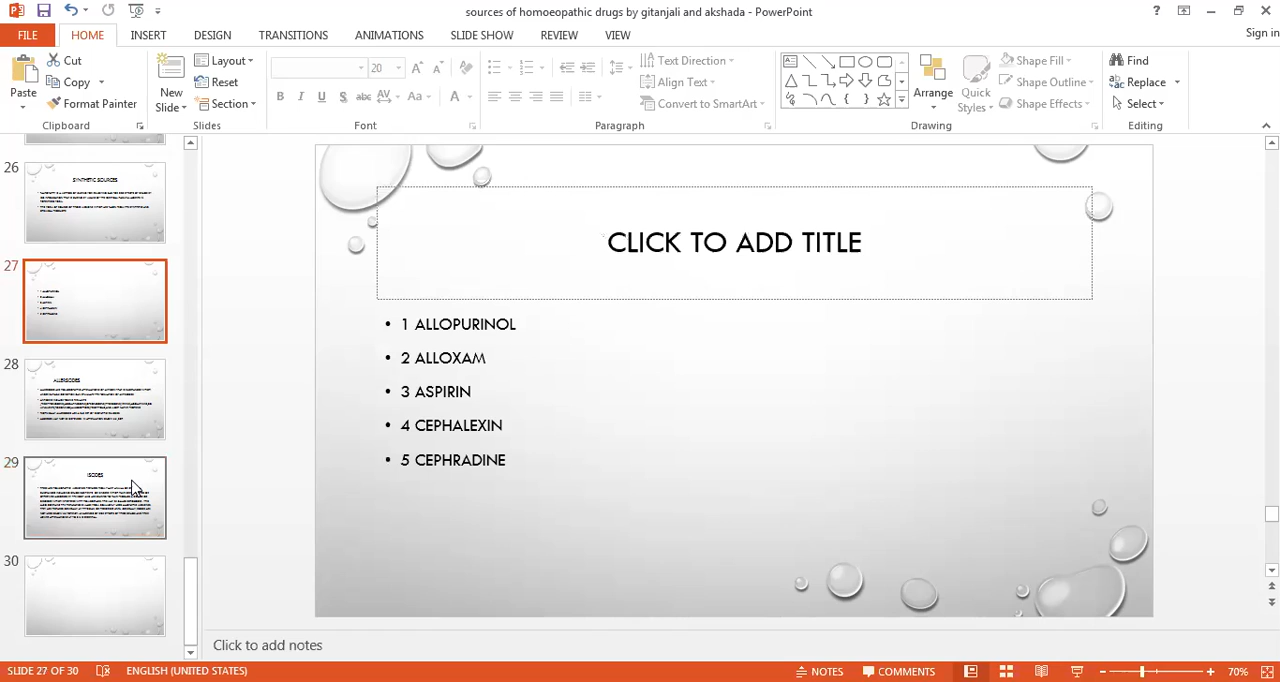 sources of homoeopathic drugs by gitanjali and akshada - PowerPoint
Sign in
FILE HOME INSERT DESIGN TRANSITIONS ANIMATIONS SLIDE SHOW REVIEW VIEW
Paste
Cut
Copy
Format Painter
Clipboard
New
Slide
Layout
Reset
Section
Slides
20
B I U S abc AV Aa A
Font
Text Direction
Align Text
Convert to SmartArt
Paragraph
Arrange
Quick
Styles
Shape Fill
Shape Outline
Shape Effects
Drawing
Find
Replace
Select
Editing
26
SYNTHETIC SOURCES
27
28
29
30
CLICK TO ADD TITLE
• 1 ALLOPURINOL
• 2 ALLOXAM
• 3 ASPIRIN
• 4 CEPHALEXIN
• 5 CEPHRADINE
Click to add notes
SLIDE 27 OF 30 ENGLISH (UNITED STATES) NOTES COMMENTS 70%